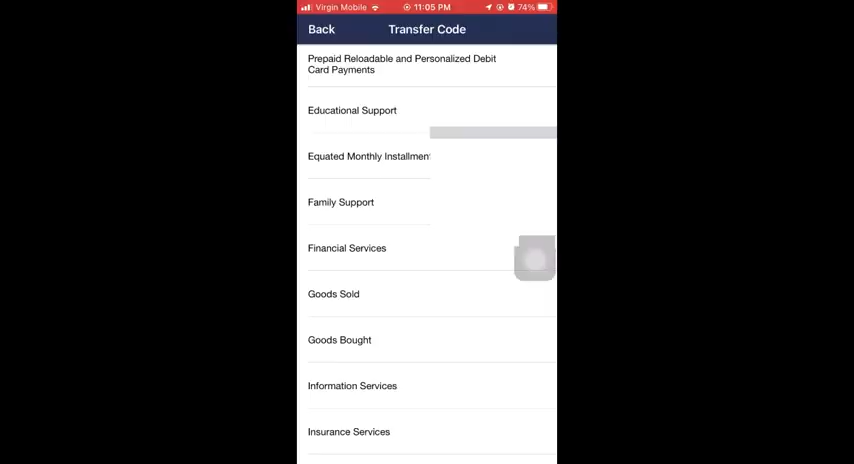 Virgin Mobile 11:05 PM 74%
Back Transfer Code
Prepaid Reloadable and Personalized Debit
Card Payments
Educational Support
Equated Monthly Installmen
Family Support
Financial Services
Goods Sold
Goods Bought
Information Services
Insurance Services